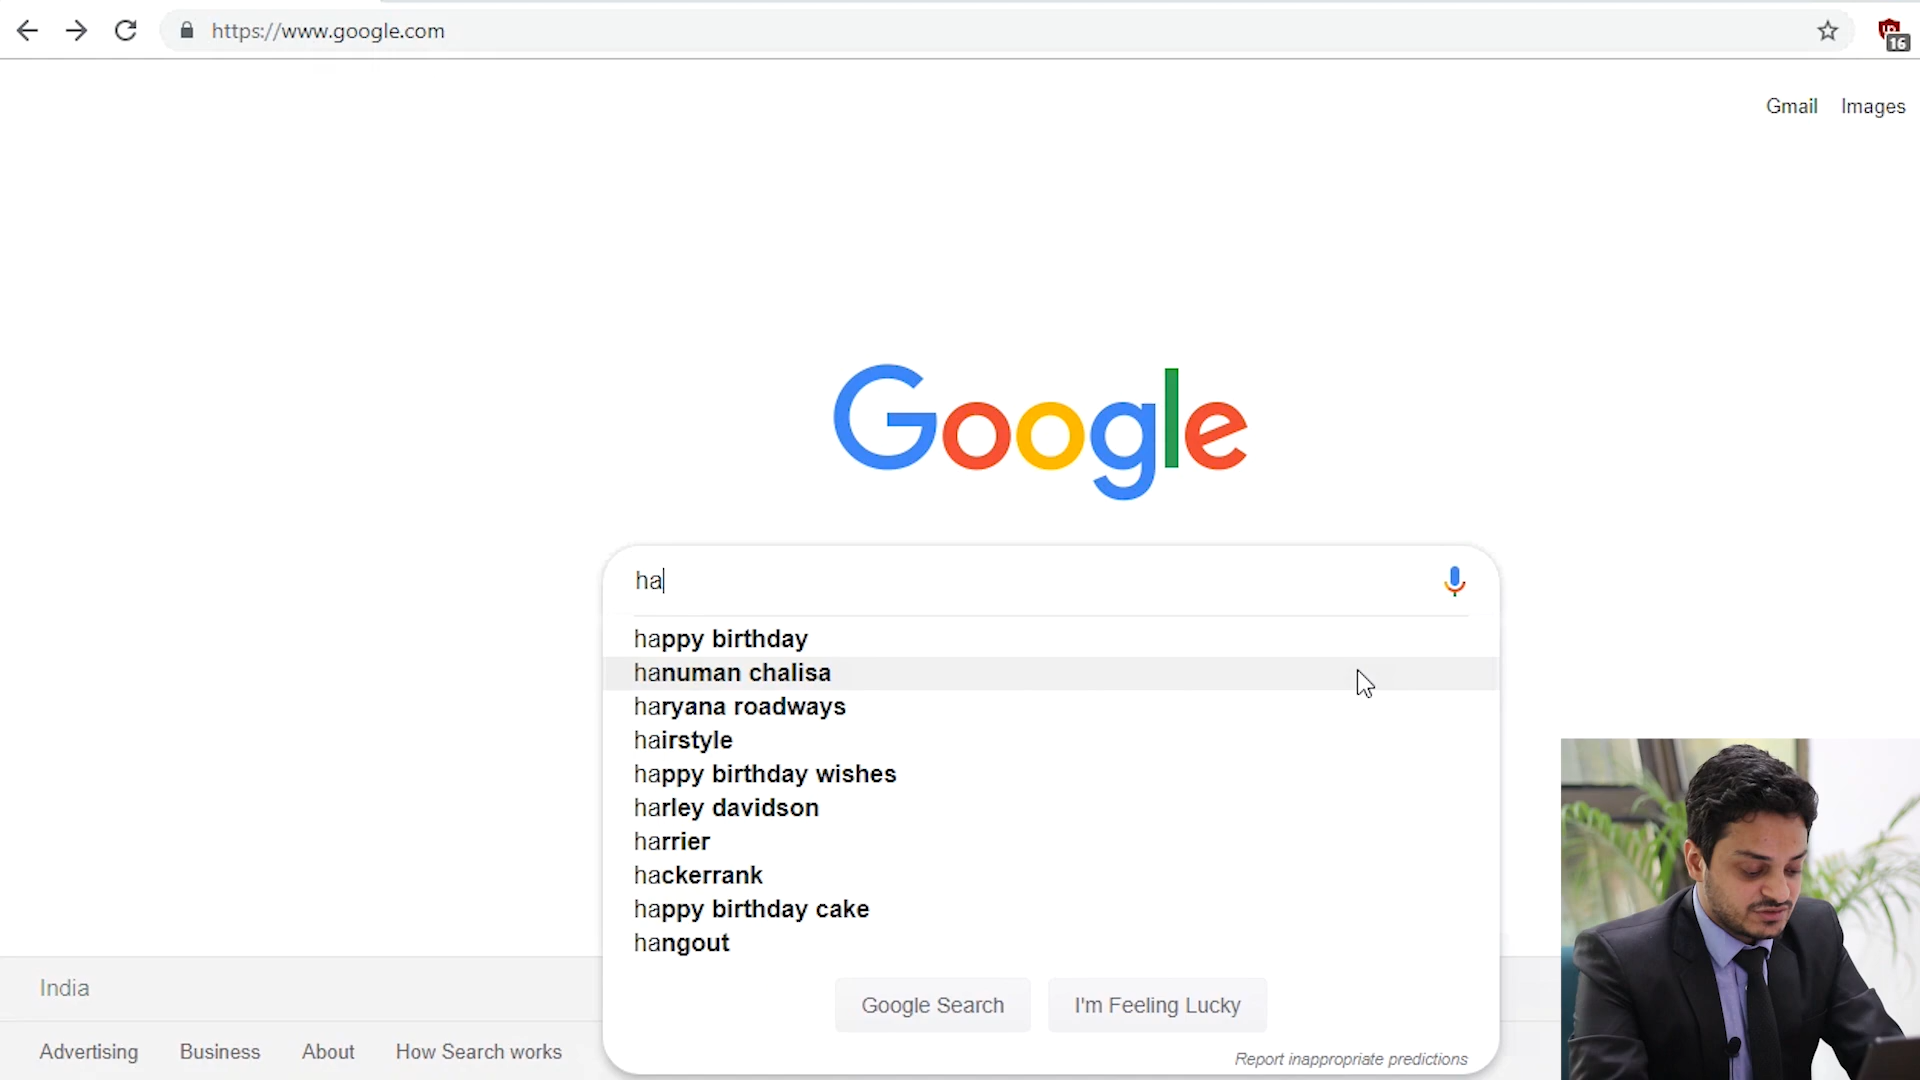 https://www.google.com
16
Gmail Images
Google
ha
happy birthday
hanuman chalisa
haryana roadways
hairstyle
happy birthday wishes
harley davidson
harrier
hackerrank
happy birthday cake
hangout
Google Search I'm Feeling Lucky
Report inappropriate predictions
India
Advertising Business About How Search works